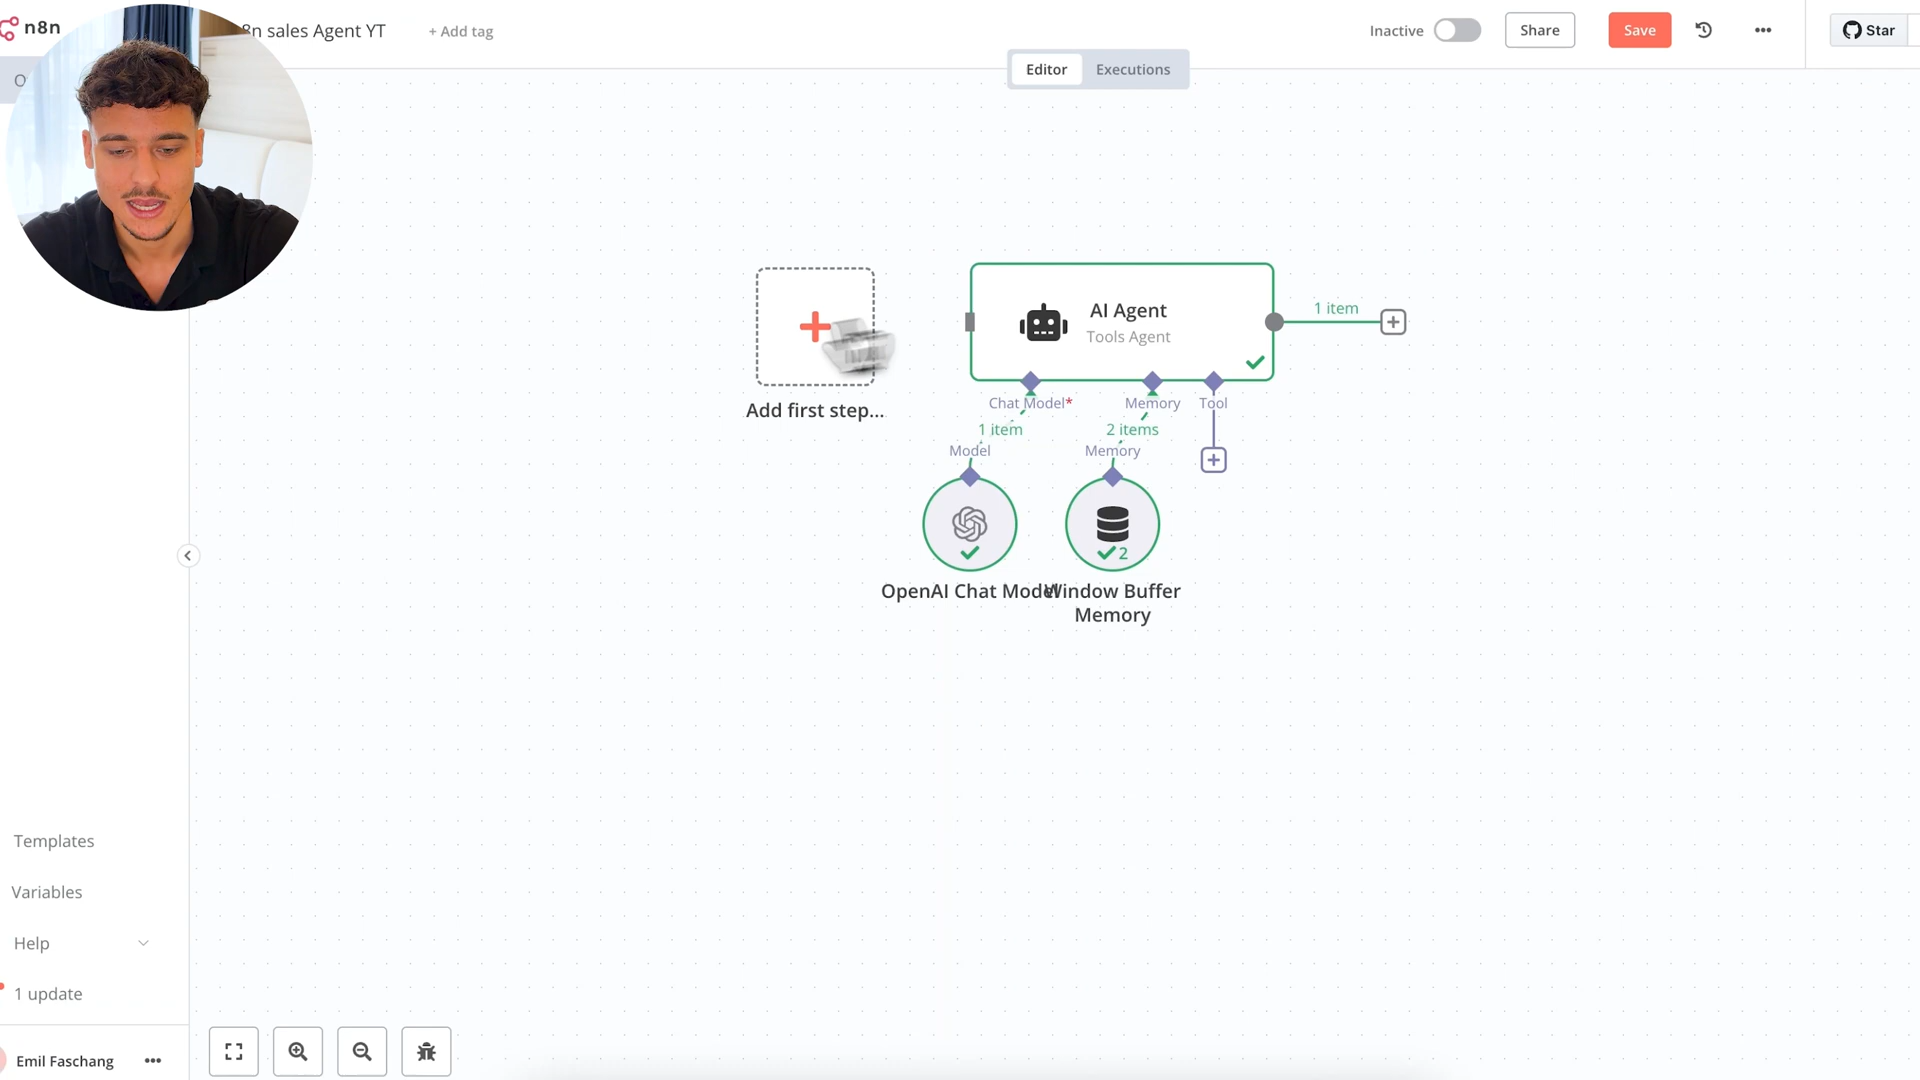 n8n
8n sales Agent YT
+ Add tag
Inactive
Share
Save
Star
Editor
Executions
O
AI Agent
Tools Agent
1 item
Add first step...
Chat Model*
Memory
Tool
1 item
2 items
Model
Memory
2
OpenAI Chat Model
Window Buffer
Memory
Templates
Variables
Help
1 update
Emil Faschang